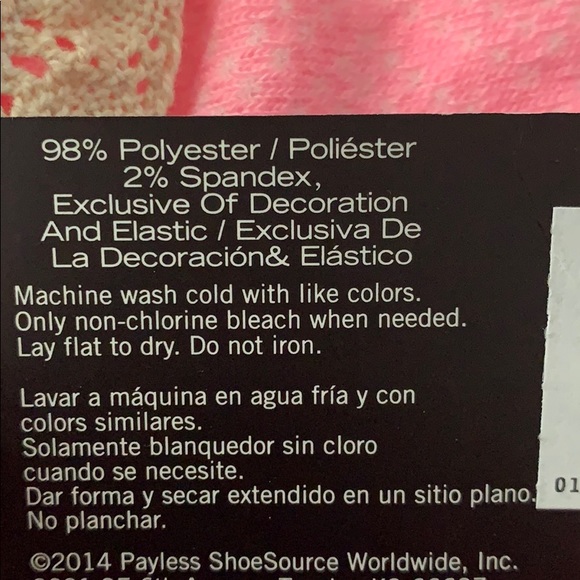 98% Polyester / Poliéster
2% Spandex,
Exclusive Of Decoration
And Elastic / Exclusiva De
La Decoración& Elástico
Machine wash cold with like colors.
Only non-chlorine bleach when needed.
Lay flat to dry. Do not iron.
Lavar a máquina en agua fría y con
colors similares.
Solamente blanquedor sin cloro
cuando se necesite.
Dar forma y secar extendido en un sitio plano.
No planchar.
01
©2014 Payless ShoeSource Worldwide, Inc.